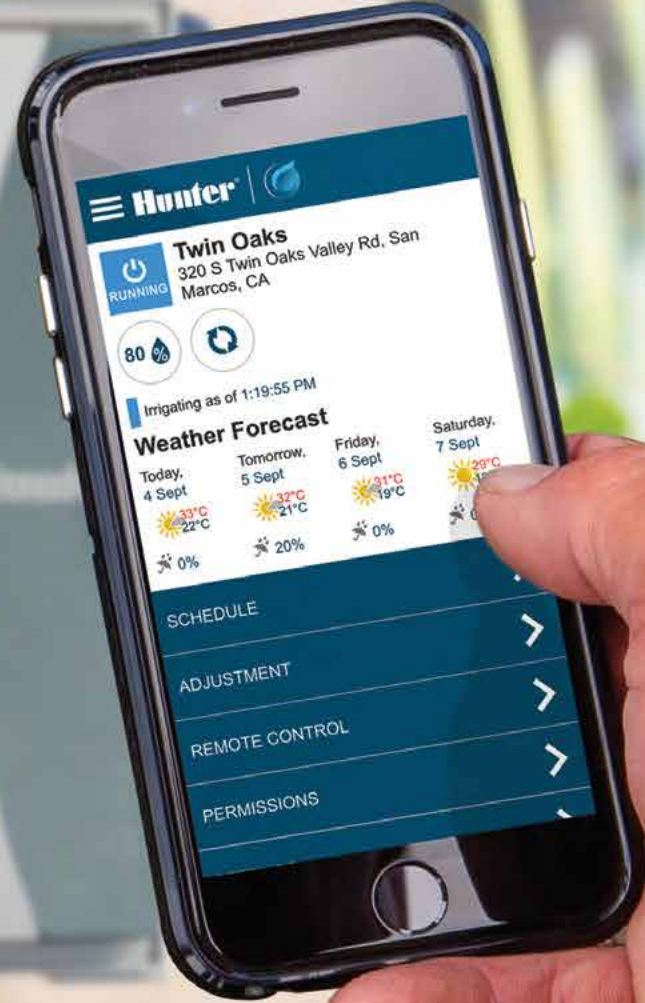 Hunter®
RUNNING
Twin Oaks
320 S Twin Oaks Valley Rd, San
Marcos, CA
80 %
Irrigating as of 1:19:55 PM
Weather Forecast
Today,
4 Sept
33°C
22°C
0%
Tomorrow,
5 Sept
32°C
21°C
20%
Friday,
6 Sept
31°C
19°C
0%
Saturday,
7 Sept
29°C
SCHEDULE
ADJUSTMENT
REMOTE CONTROL
PERMISSIONS